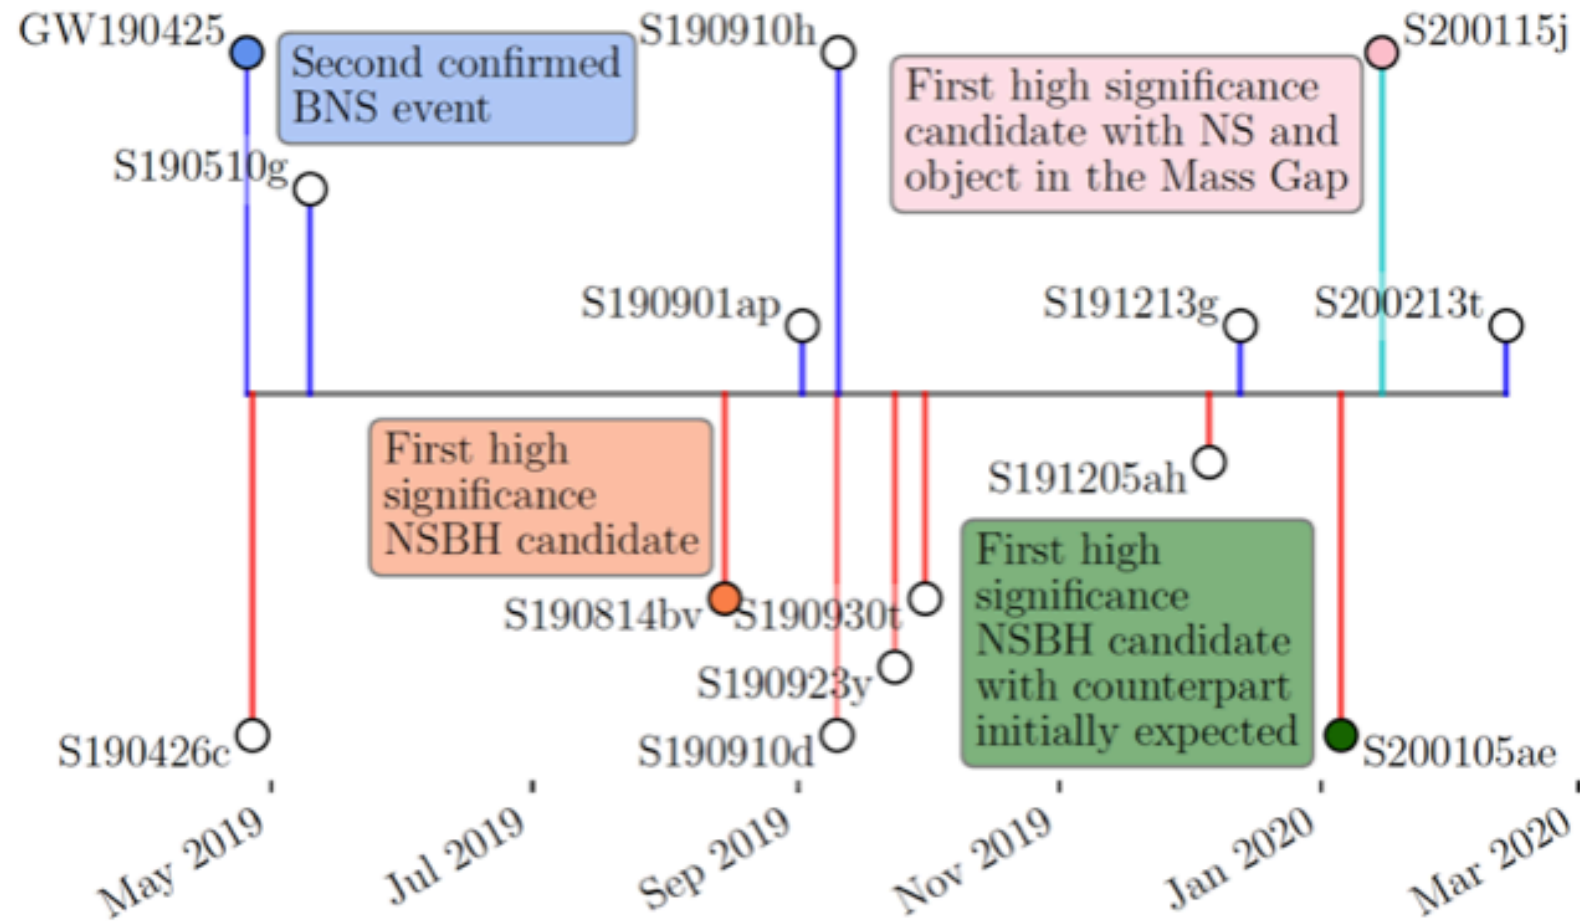 GW190425
Second confirmed
BNS event
S190910h
S200115j
First high significance
candidate with NS and
object in the Mass Gap
S190510g
S190901ap
S191213g
S200213t
First high
significance
NSBH candidate
S191205ah
S190814bv
S190930t
First high
significance
NSBH candidate
with counterpart
initially expected
S190923y
S190426c
S190910d
S200105ae
May 2019
Jul 2019
Sep 2019
Nov 2019
Jan 2020
Mar 2020